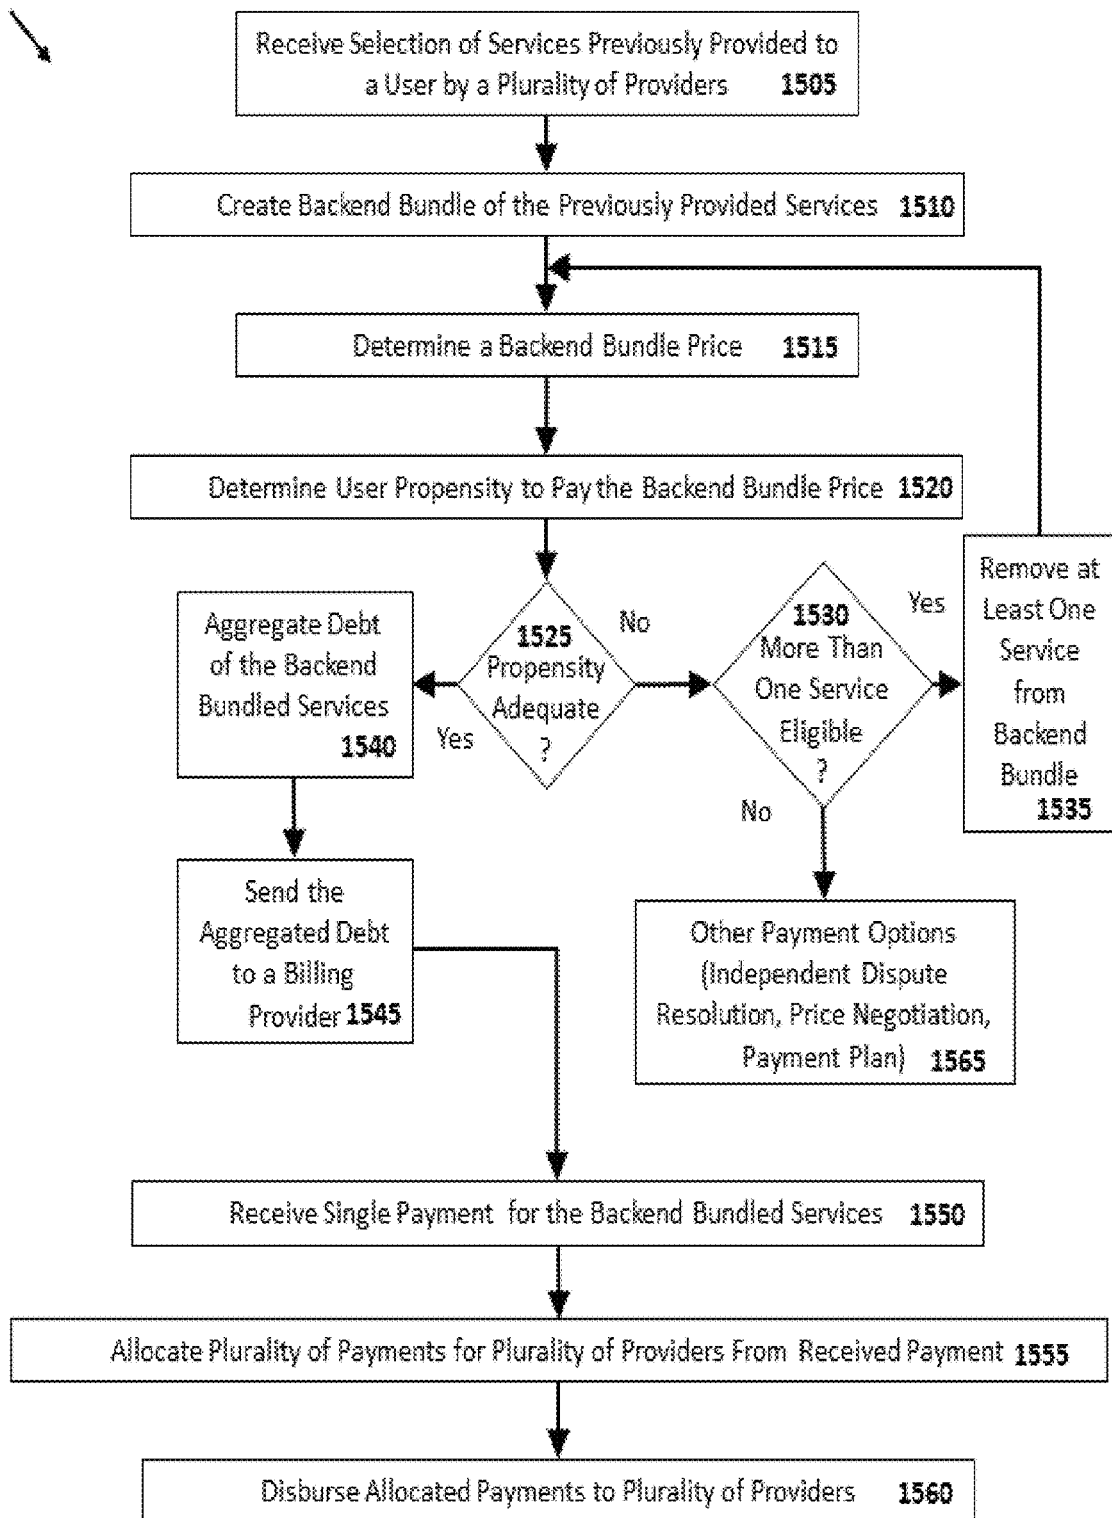 Receive Selection of Services Previously Provided to
a User by a Plurality of Providers 1505
Create Backend Bundle of the Previously Provided Services 1510
Determine a Backend Bundle Price 1515
Determine User Propensity to Pay the Backend Bundle Price 1520
Aggregate Debt
of the Backend
Bundled Services
1540
Yes
1525
Propensity
Adequate
?
No
1530
More Than
One Service
Eligible
?
Yes
No
Remove at
Least One
Service
from
Backend
Bundle
1535
Send the
Aggregated Debt
to a Billing
Provider 1545
Other Payment Options
(Independent Dispute
Resolution, Price Negotiation,
Payment Plan) 1565
Receive Single Payment for the Backend Bundled Services 1550
Allocate Plurality of Payments for Plurality of Providers From Received Payment 1555
Disburse Allocated Payments to Plurality of Providers 1560